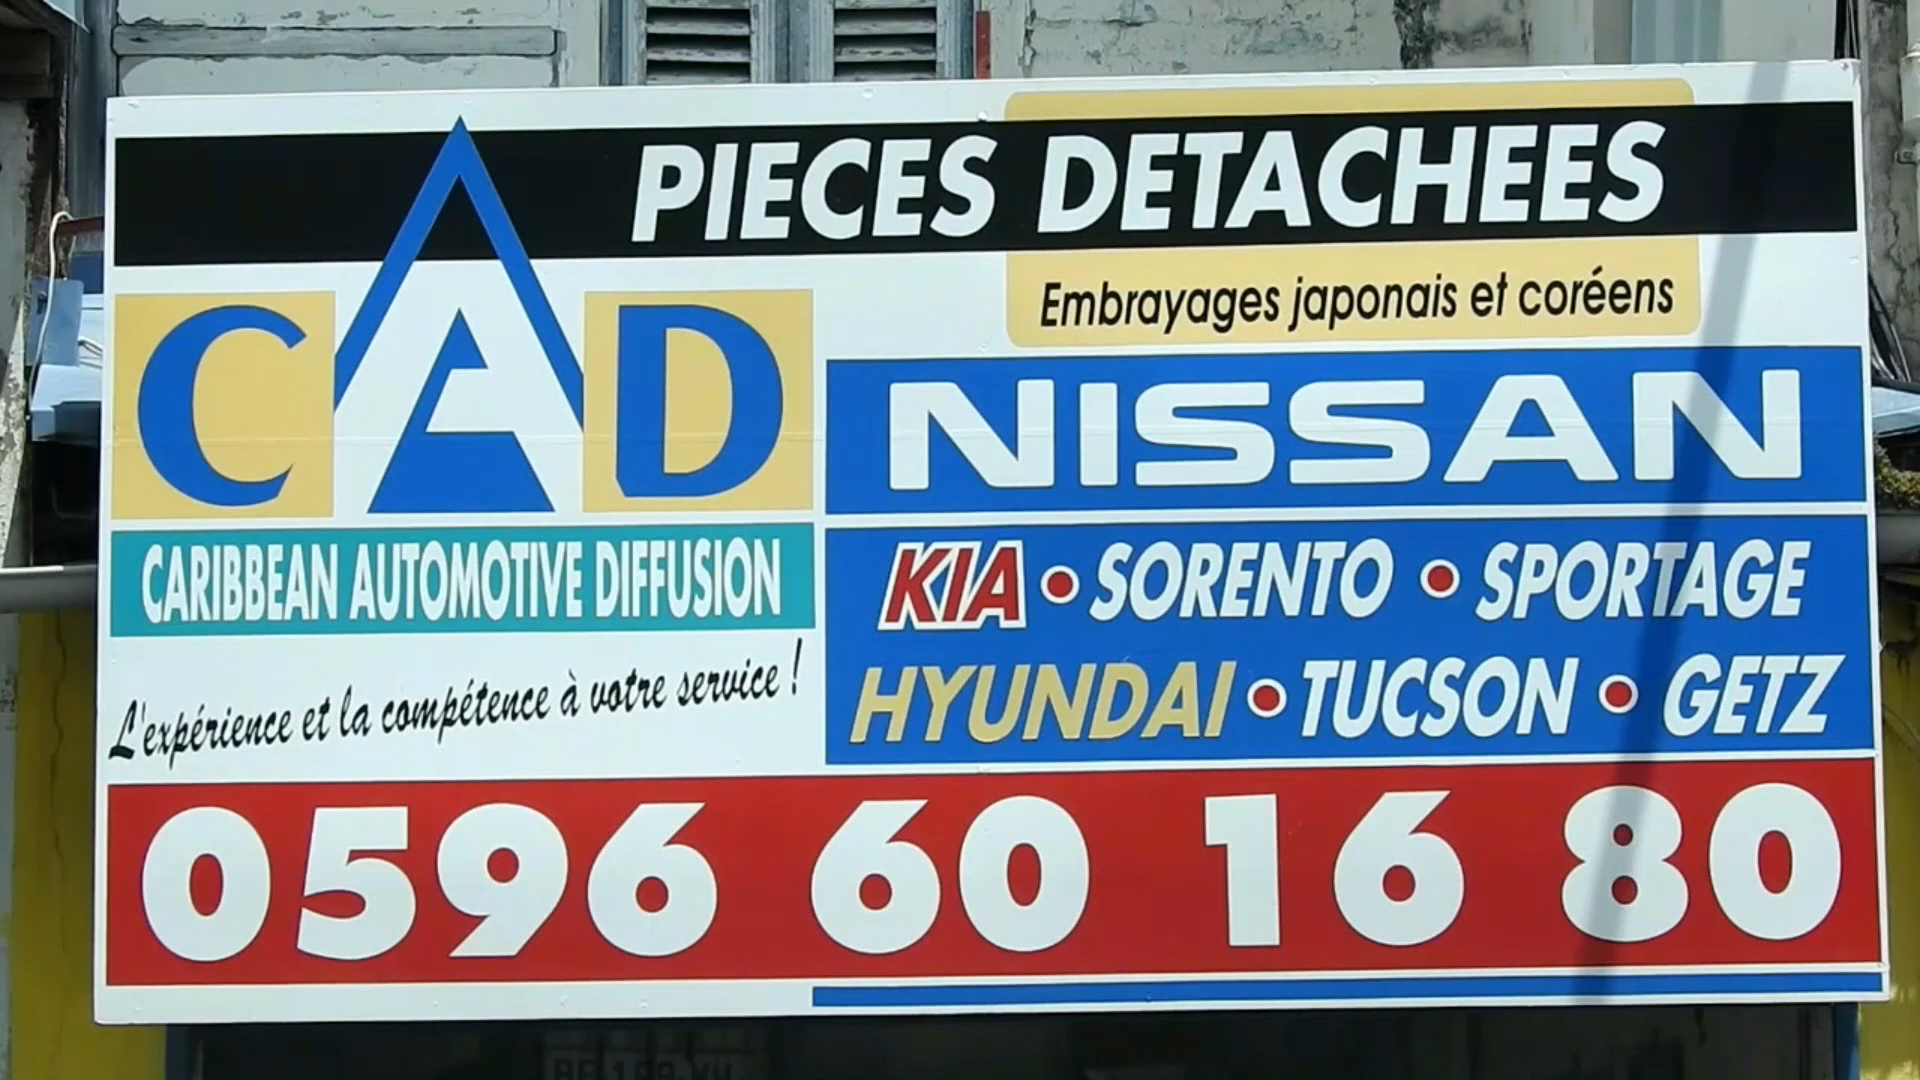 PIECES DETACHEES
Embrayages japonais et coréens
CAD
CARIBBEAN AUTOMOTIVE DIFFUSION
L'expérience et la compétence à votre service !
NISSAN
KIA • SORENTO • SPORTAGE
HYUNDAI • TUCSON • GETZ
0596 60 16 80